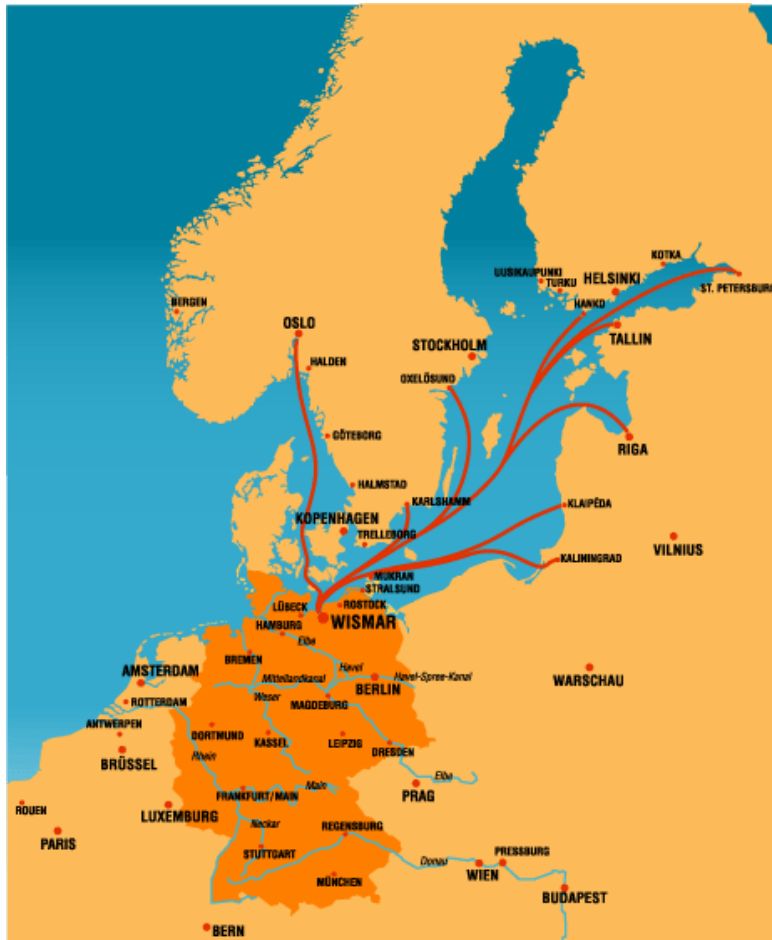 KOTKA
UUSIKAUPUNKI
HELSINKI
ST. PETERSBURG
TURKU
BERGEN
HANKO
OSLO
TALLIN
STOCKHOLM
HALDEN
OXELÖSUND
GÖTEBORG
RIGA
HALMSTAD
KARLSHAMM
KLAIPĖDA
KOPENHAGEN
TRELLEBORG
VILNIUS
KALININGRAD
MUKRAN
STRALSUND
LÜBECK
ROSTOCK
HAMBURG
WISMAR
Elbe
BREMEN
AMSTERDAM
Mittellandkanal
Havel
BERLIN
Havel-Spree-Kanal
WARSCHAU
Weser
ROTTERDAM
MAGDEBURG
ANTWERPEN
DORTMUND
KASSEL
LEIPZIG
DRESDEN
BRÜSSEL
Rhein
Elbe
Main
PRAG
FRANKFURT/MAIN
ROUEN
LUXEMBURG
Neckar
REGENSBURG
PARIS
STUTTGART
Donau
PRESSBURG
WIEN
MÜNCHEN
BUDAPEST
BERN